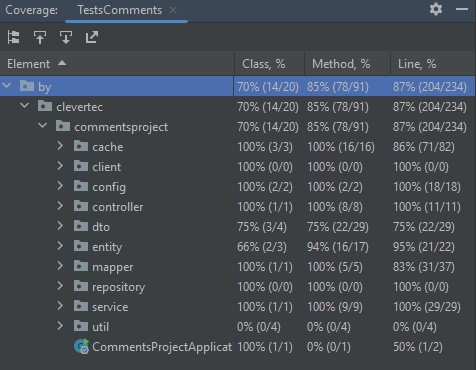 Coverage: TestsComments
Element Class, % Method, % Line, %
by 70% (14/20) 85% (78/91) 87% (204/234)
clevertec 70% (14/20) 85% (78/91) 87% (204/234)
commentsproject 70% (14/20) 85% (78/91) 87% (204/234)
cache 100% (3/3) 100% (16/16) 86% (71/82)
client 100% (0/0) 100% (0/0) 100% (0/0)
config 100% (2/2) 100% (2/2) 100% (18/18)
controller 100% (1/1) 100% (8/8) 100% (11/11)
dto 75% (3/4) 75% (22/29) 75% (22/29)
entity 66% (2/3) 94% (16/17) 95% (21/22)
mapper 100% (1/1) 100% (5/5) 83% (31/37)
repository 100% (0/0) 100% (0/0) 100% (0/0)
service 100% (1/1) 100% (9/9) 100% (29/29)
util 0% (0/4) 0% (0/4) 0% (0/4)
CommentsProjectApplicat 100% (1/1) 0% (0/1) 50% (1/2)